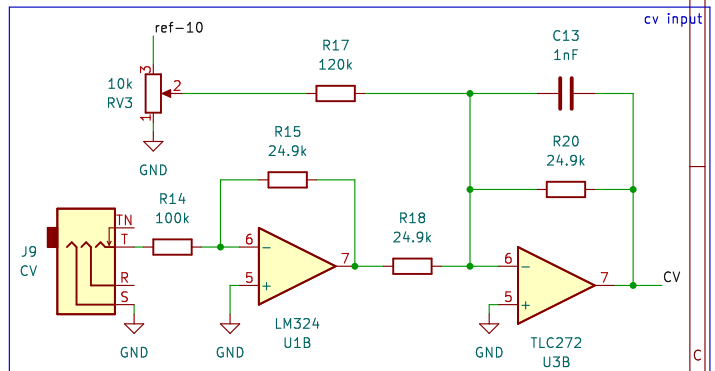 cv input
ref-10
C13
1nF
R17
120k
10k
RV3
3
2
1
GND
R15
24.9k
R20
24.9k
R14
100k
R18
24.9k
J9
CV
TN
T
R
S
6
5
7
−
+
6
5
7
−
+
CV
GND
GND
GND
LM324
U1B
TLC272
U3B
C